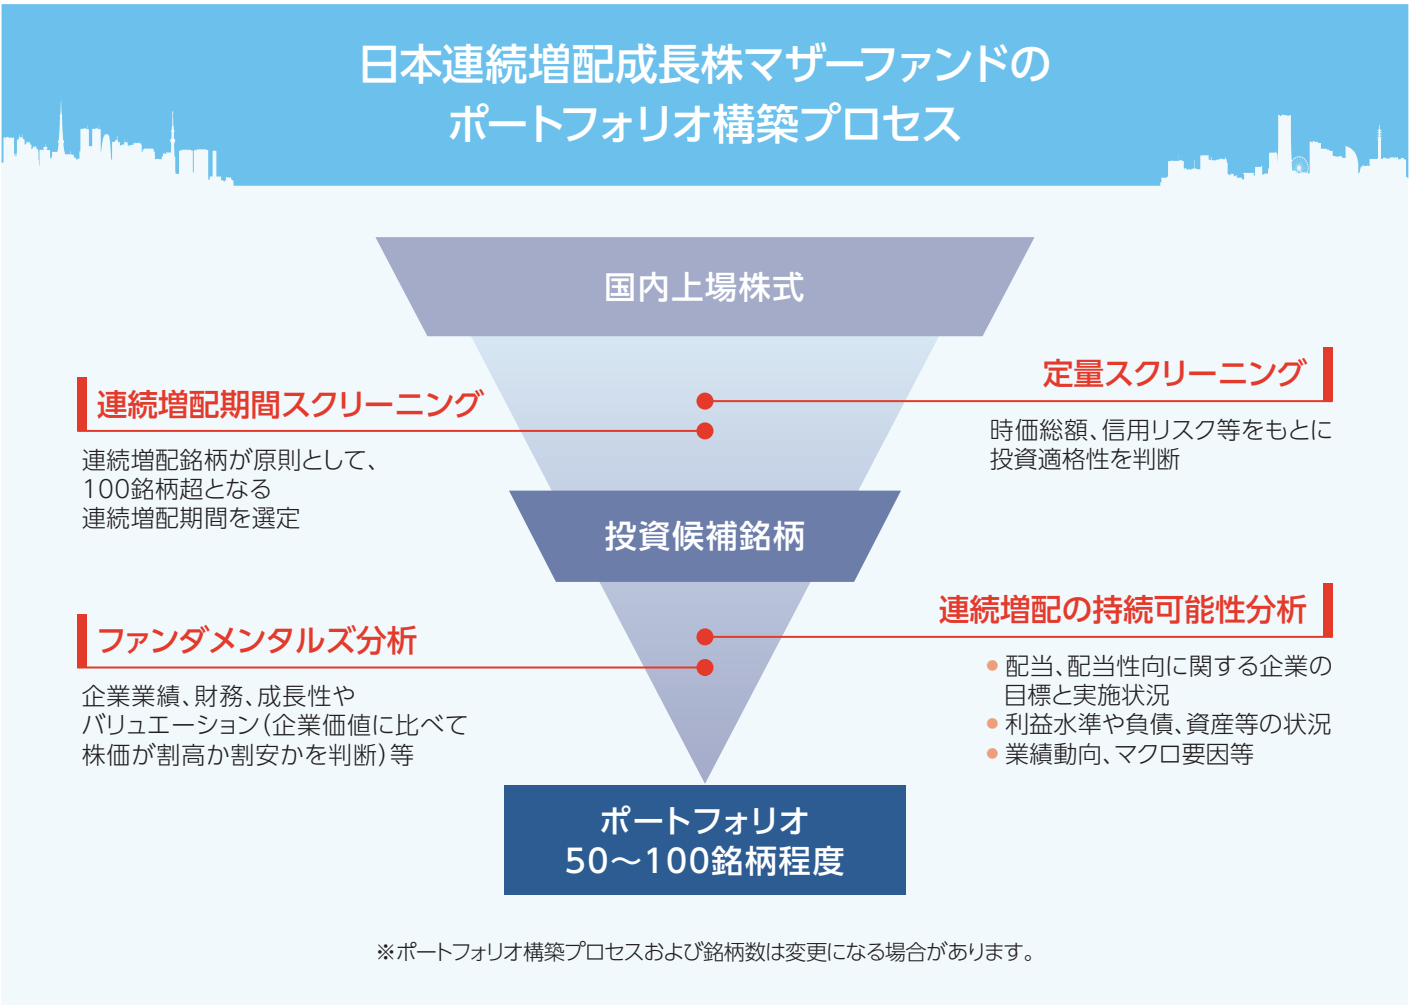 日本連続増配成長株マザーファンドの
ポートフォリオ構築プロセス
国内上場株式
定量スクリーニング
時価総額、信用リスク等をもとに
投資適格性を判断
連続増配期間スクリーニング
連続増配銘柄が原則として、
100銘柄超となる
連続増配期間を選定
投資候補銘柄
連続増配の持続可能性分析
● 配当、配当性向に関する企業の
目標と実施状況
● 利益水準や負債、資産等の状況
● 業績動向、マクロ要因等
ファンダメンタルズ分析
企業業績、財務、成長性や
バリュエーション（企業価値に比べて
株価が割高か割安かを判断）等
ポートフォリオ
50～100銘柄程度
※ポートフォリオ構築プロセスおよび銘柄数は変更になる場合があります。